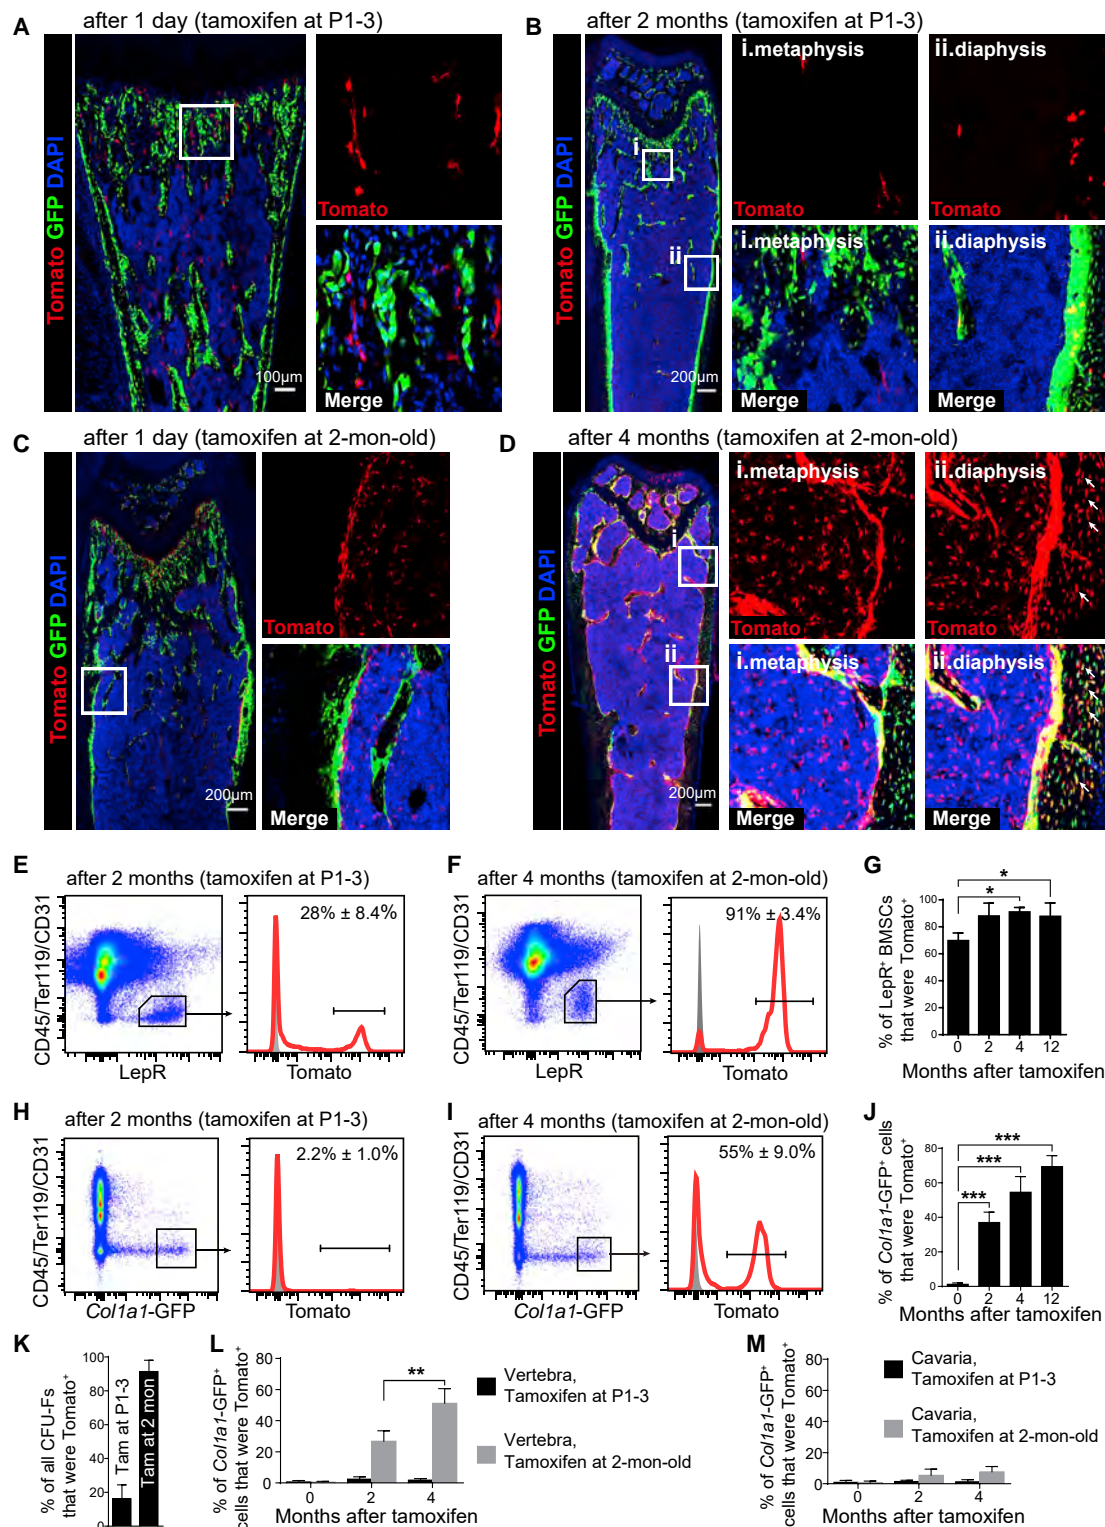 A after 1 day (tamoxifen at P1-3)
Tomato GFP DAPI
100µm
Tomato
Merge
B after 2 months (tamoxifen at P1-3)
Tomato GFP DAPI
i
ii
200µm
i.metaphysis
Tomato
ii.diaphysis
Tomato
i.metaphysis
Merge
ii.diaphysis
Merge
C after 1 day (tamoxifen at 2-mon-old)
Tomato GFP DAPI
200µm
Tomato
Merge
D after 4 months (tamoxifen at 2-mon-old)
Tomato GFP DAPI
i
ii
200µm
i.metaphysis
Tomato
ii.diaphysis
Tomato
i.metaphysis
Merge
ii.diaphysis
Merge
E after 2 months (tamoxifen at P1-3)
CD45/Ter119/CD31
LepR
28% ± 8.4%
Tomato
F after 4 months (tamoxifen at 2-mon-old)
CD45/Ter119/CD31
LepR
91% ± 3.4%
Tomato
G
% of LepR⁺ BMSCs
that were Tomato⁺
100
80
60
40
20
0
*
*
0 2 4 12
Months after tamoxifen
H after 2 months (tamoxifen at P1-3)
CD45/Ter119/CD31
Col1a1-GFP
2.2% ± 1.0%
Tomato
I after 4 months (tamoxifen at 2-mon-old)
CD45/Ter119/CD31
Col1a1-GFP
55% ± 9.0%
Tomato
J
% of Col1a1-GFP⁺ cells
that were Tomato⁺
80
60
40
20
0
***
***
***
0 2 4 12
Months after tamoxifen
K
% of all CFU-Fs
that were Tomato⁺
100
80
60
40
20
0
Tam at P1-3
Tam at 2 mon
L
% of Col1a1-GFP⁺
cells that were Tomato⁺
80
60
40
20
0
**
0 2 4
Months after tamoxifen
Vertebra,
Tamoxifen at P1-3
Vertebra,
Tamoxifen at 2-mon-old
M
% of Col1a1-GFP⁺
cells that were Tomato⁺
80
60
40
20
0
0 2 4
Months after tamoxifen
Cavaria,
Tamoxifen at P1-3
Cavaria,
Tamoxifen at 2-mon-old